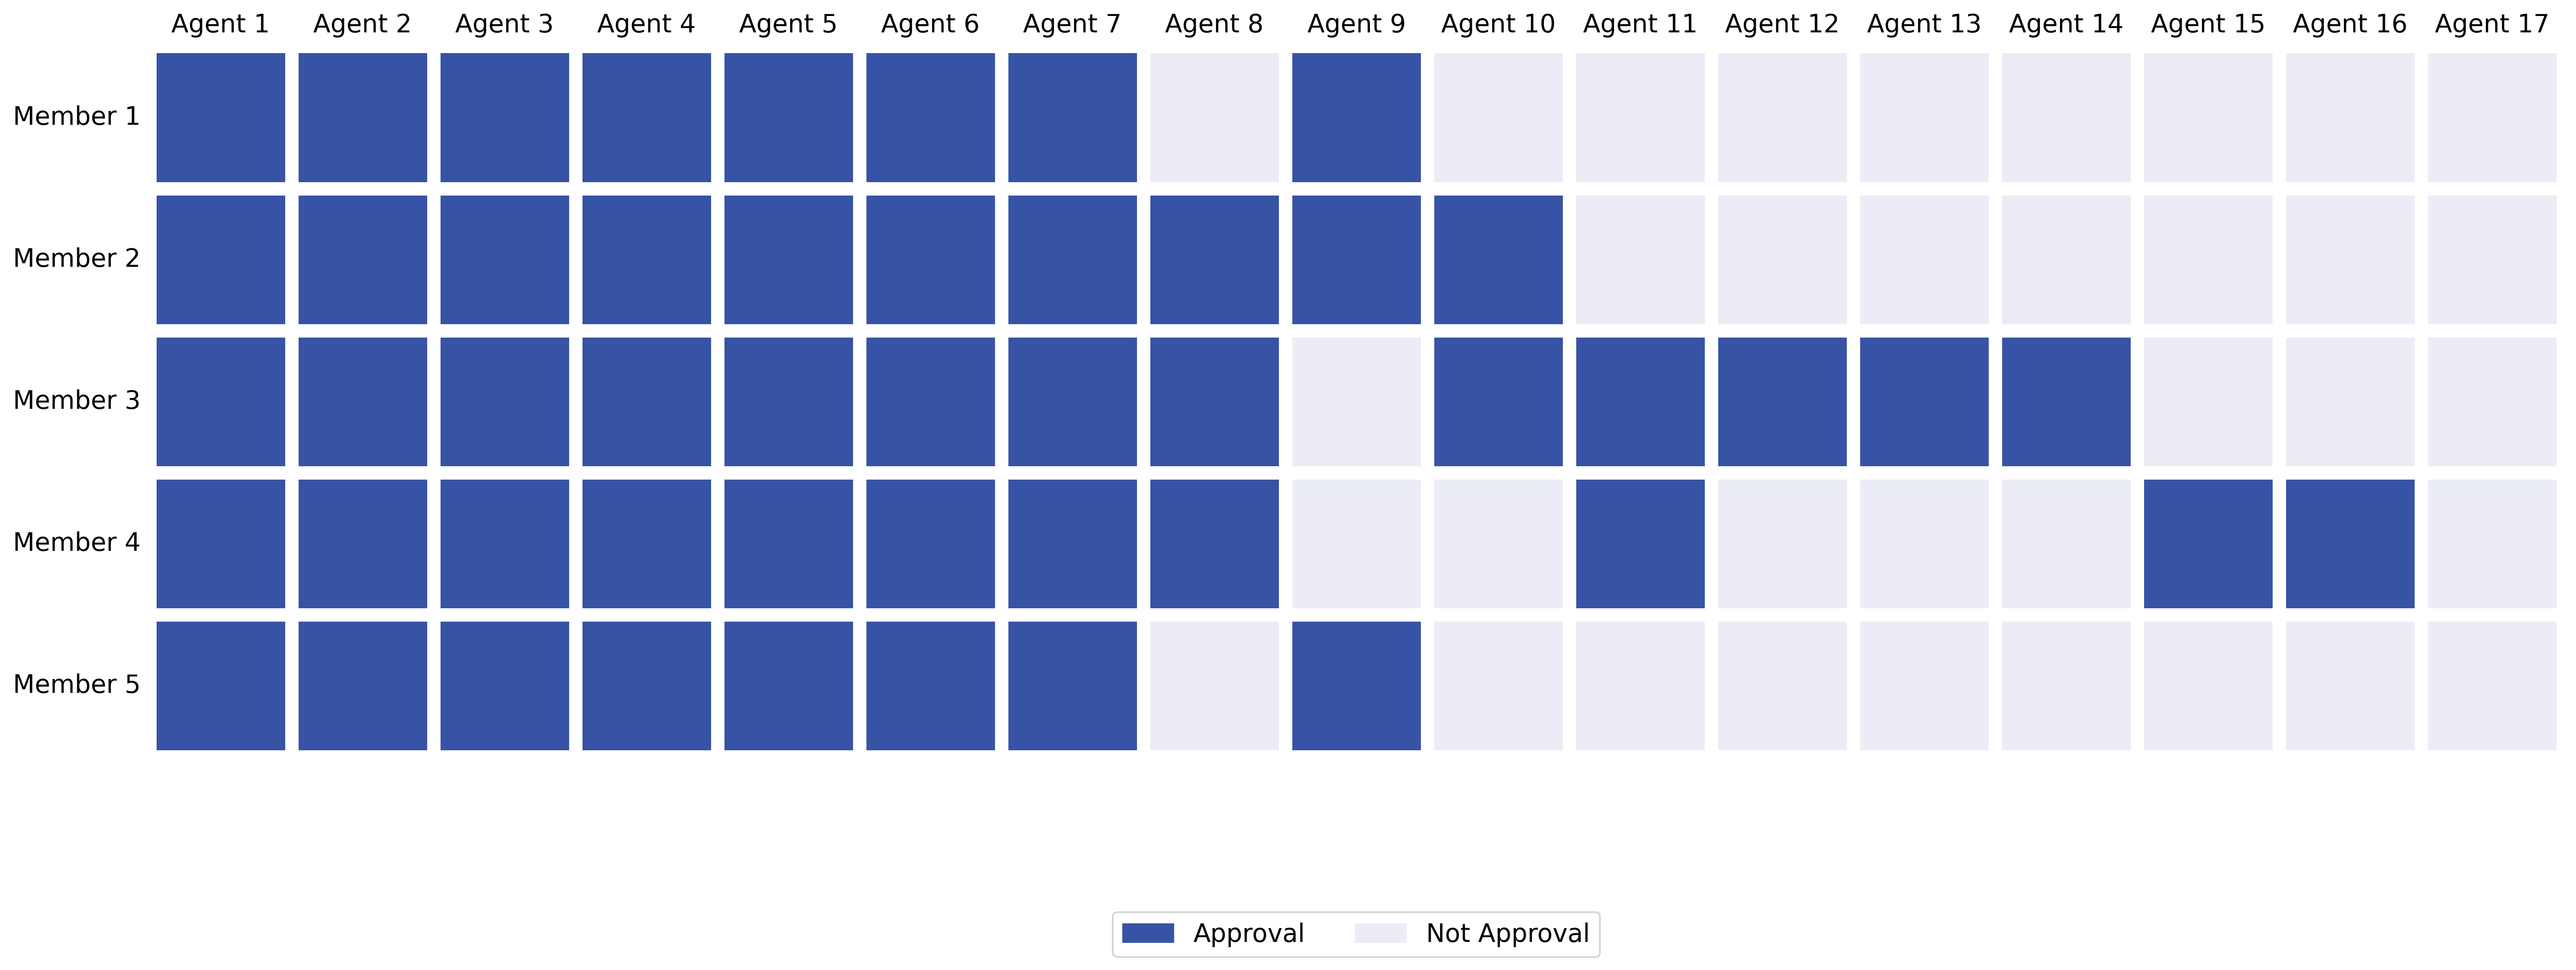 Agent 1 Agent 2 Agent 3 Agent 4 Agent 5 Agent 6 Agent 7 Agent 8 Agent 9 Agent 10 Agent 11 Agent 12 Agent 13 Agent 14 Agent 15 Agent 16 Agent 17
Member 1
Member 2
Member 3
Member 4
Member 5
Approval Not Approval